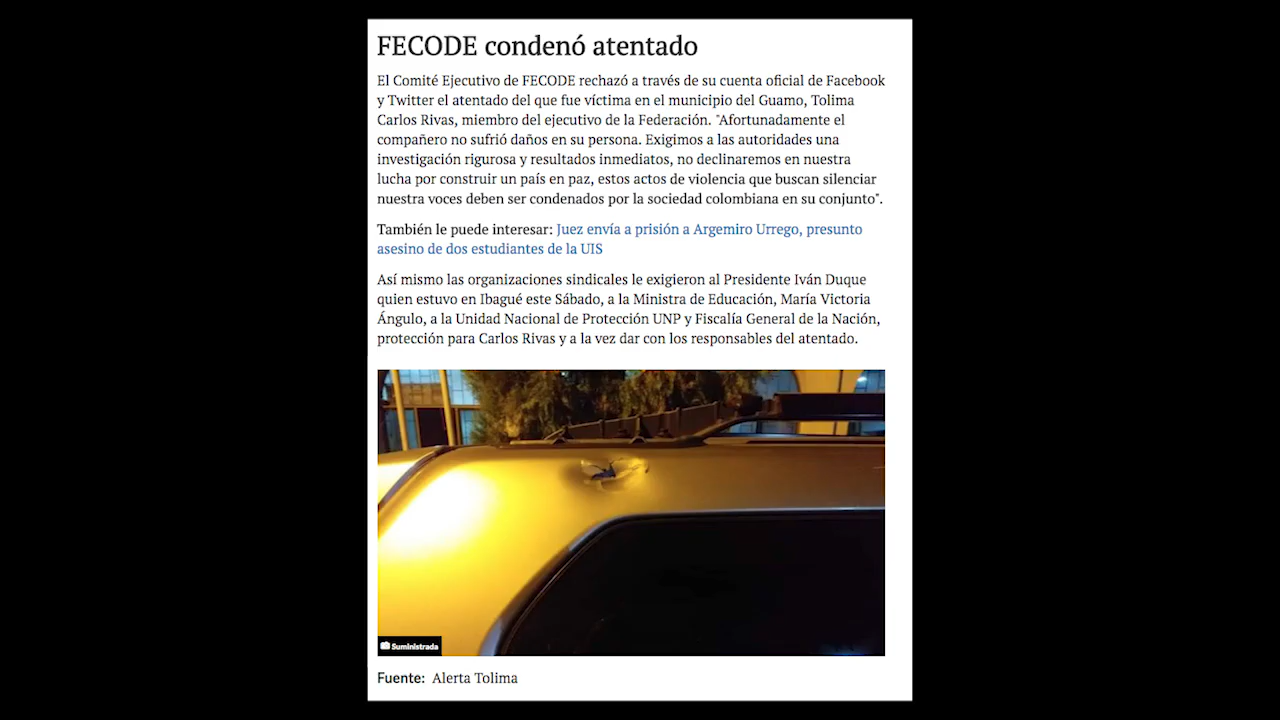 FECODE condenó atentado
El Comité Ejecutivo de FECODE rechazó a través de su cuenta oficial de Facebook
y Twitter el atentado del que fue víctima en el municipio del Guamo, Tolima
Carlos Rivas, miembro del ejecutivo de la Federación. "Afortunadamente el
compañero no sufrió daños en su persona. Exigimos a las autoridades una
investigación rigurosa y resultados inmediatos, no declinaremos en nuestra
lucha por construir un país en paz, estos actos de violencia que buscan silenciar
nuestra voces deben ser condenados por la sociedad colombiana en su conjunto".
También le puede interesar: Juez envía a prisión a Argemiro Urrego, presunto
asesino de dos estudiantes de la UIS
Así mismo las organizaciones sindicales le exigieron al Presidente Iván Duque
quien estuvo en Ibagué este Sábado, a la Ministra de Educación, María Victoria
Ángulo, a la Unidad Nacional de Protección UNP y Fiscalía General de la Nación,
protección para Carlos Rivas y a la vez dar con los responsables del atentado.
Suministrada
Fuente: Alerta Tolima